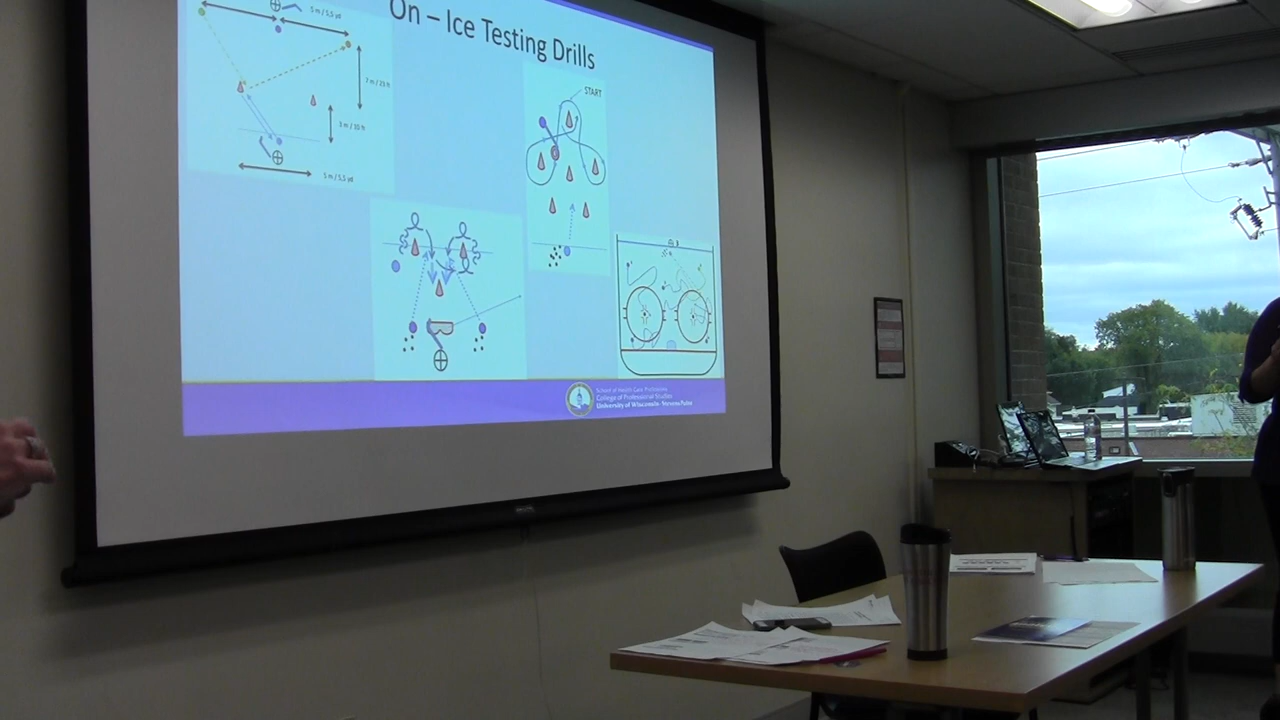 On – Ice Testing Drills
5 m / 5.5 yd
7 m / 23 ft
3 m / 10 ft
5 m / 5.5 yd
START
School of Health Care Professions
College of Professional Studies
University of Wisconsin - Stevens Point